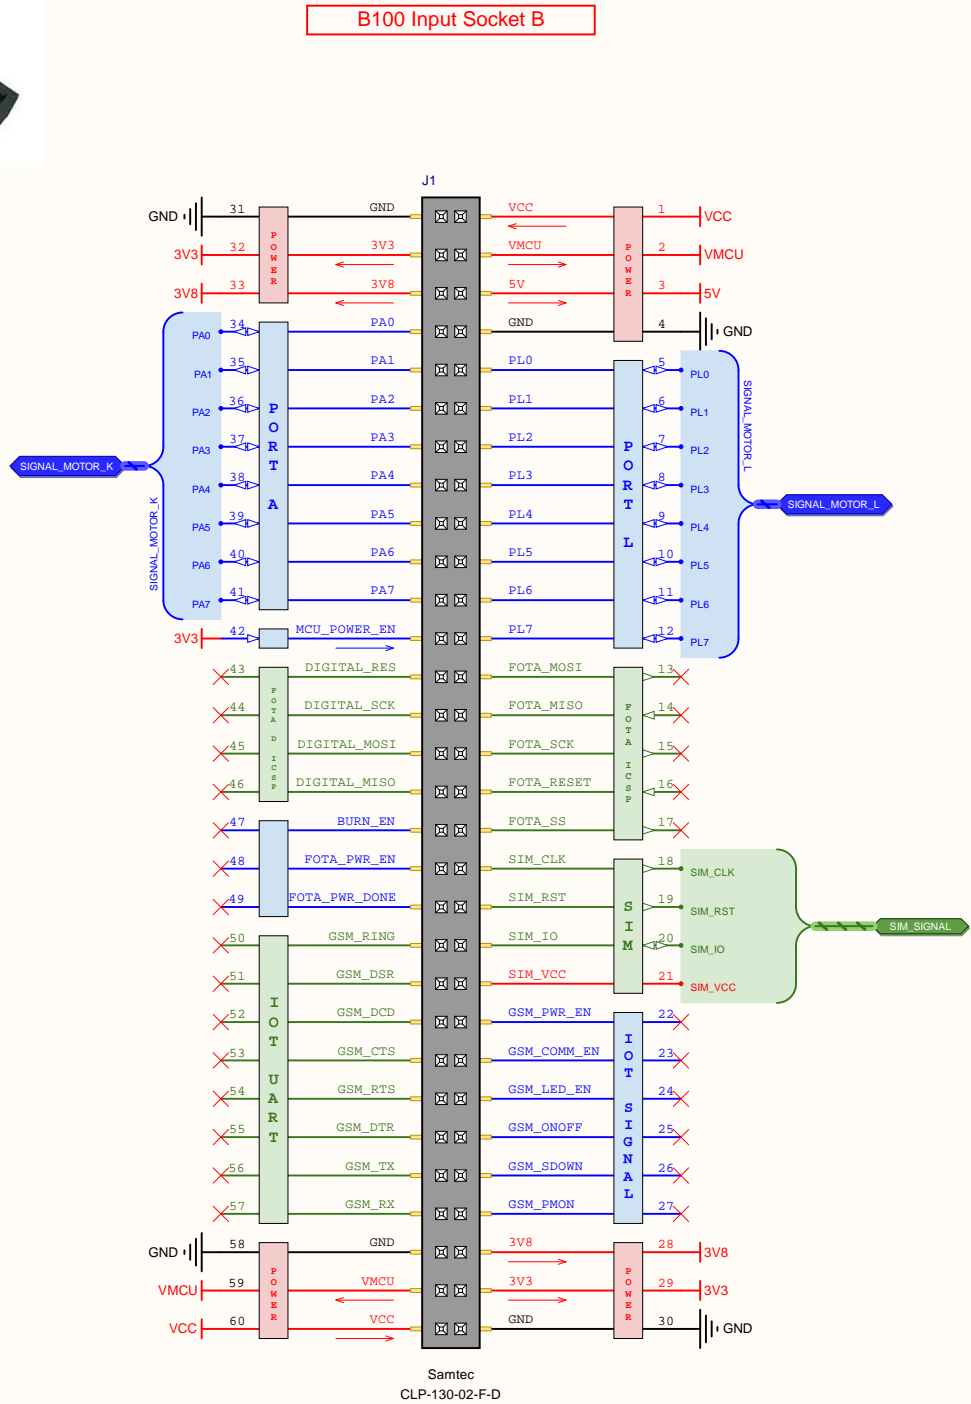 B100 Input Socket B
J1
GND 31 POWER GND VCC POWER 1 VCC
3V3 32 3V3 VMCU 2 VMCU
3V8 33 3V8 5V 3 5V
PA0 34 PORT A PA0 GND 4 GND
PA1 35 PA1 PL0 PORT L 5 PL0
PA2 36 PA2 PL1 6 PL1
PA3 37 PA3 PL2 7 PL2
SIGNAL_MOTOR_K SIGNAL_MOTOR_K PA4 38 PA4 PL3 8 PL3 SIGNAL_MOTOR_L SIGNAL_MOTOR_L
PA5 39 PA5 PL4 9 PL4
PA6 40 PA6 PL5 10 PL5
PA7 41 PA7 PL6 11 PL6
3V3 42 MCU_POWER_EN PL7 12 PL7
43 FOTA D ICSP DIGITAL_RES FOTA_MOSI FOTA ICSP 13
44 DIGITAL_SCK FOTA_MISO 14
45 DIGITAL_MOSI FOTA_SCK 15
46 DIGITAL_MISO FOTA_RESET 16
47 BURN_EN FOTA_SS 17
48 FOTA_PWR_EN SIM_CLK SIM 18 SIM_CLK
49 FOTA_PWR_DONE SIM_RST 19 SIM_RST
SIM_SIGNAL
50 IOT UART GSM_RING SIM_IO 20 SIM_IO
51 GSM_DSR SIM_VCC 21 SIM_VCC
52 GSM_DCD GSM_PWR_EN IOT SIGNAL 22
53 GSM_CTS GSM_COMM_EN 23
54 GSM_RTS GSM_LED_EN 24
55 GSM_DTR GSM_ONOFF 25
56 GSM_TX GSM_SDOWN 26
57 GSM_RX GSM_PMON 27
GND 58 POWER GND 3V8 POWER 28 3V8
VMCU 59 VMCU 3V3 29 3V3
VCC 60 VCC GND 30 GND
Samtec
CLP-130-02-F-D